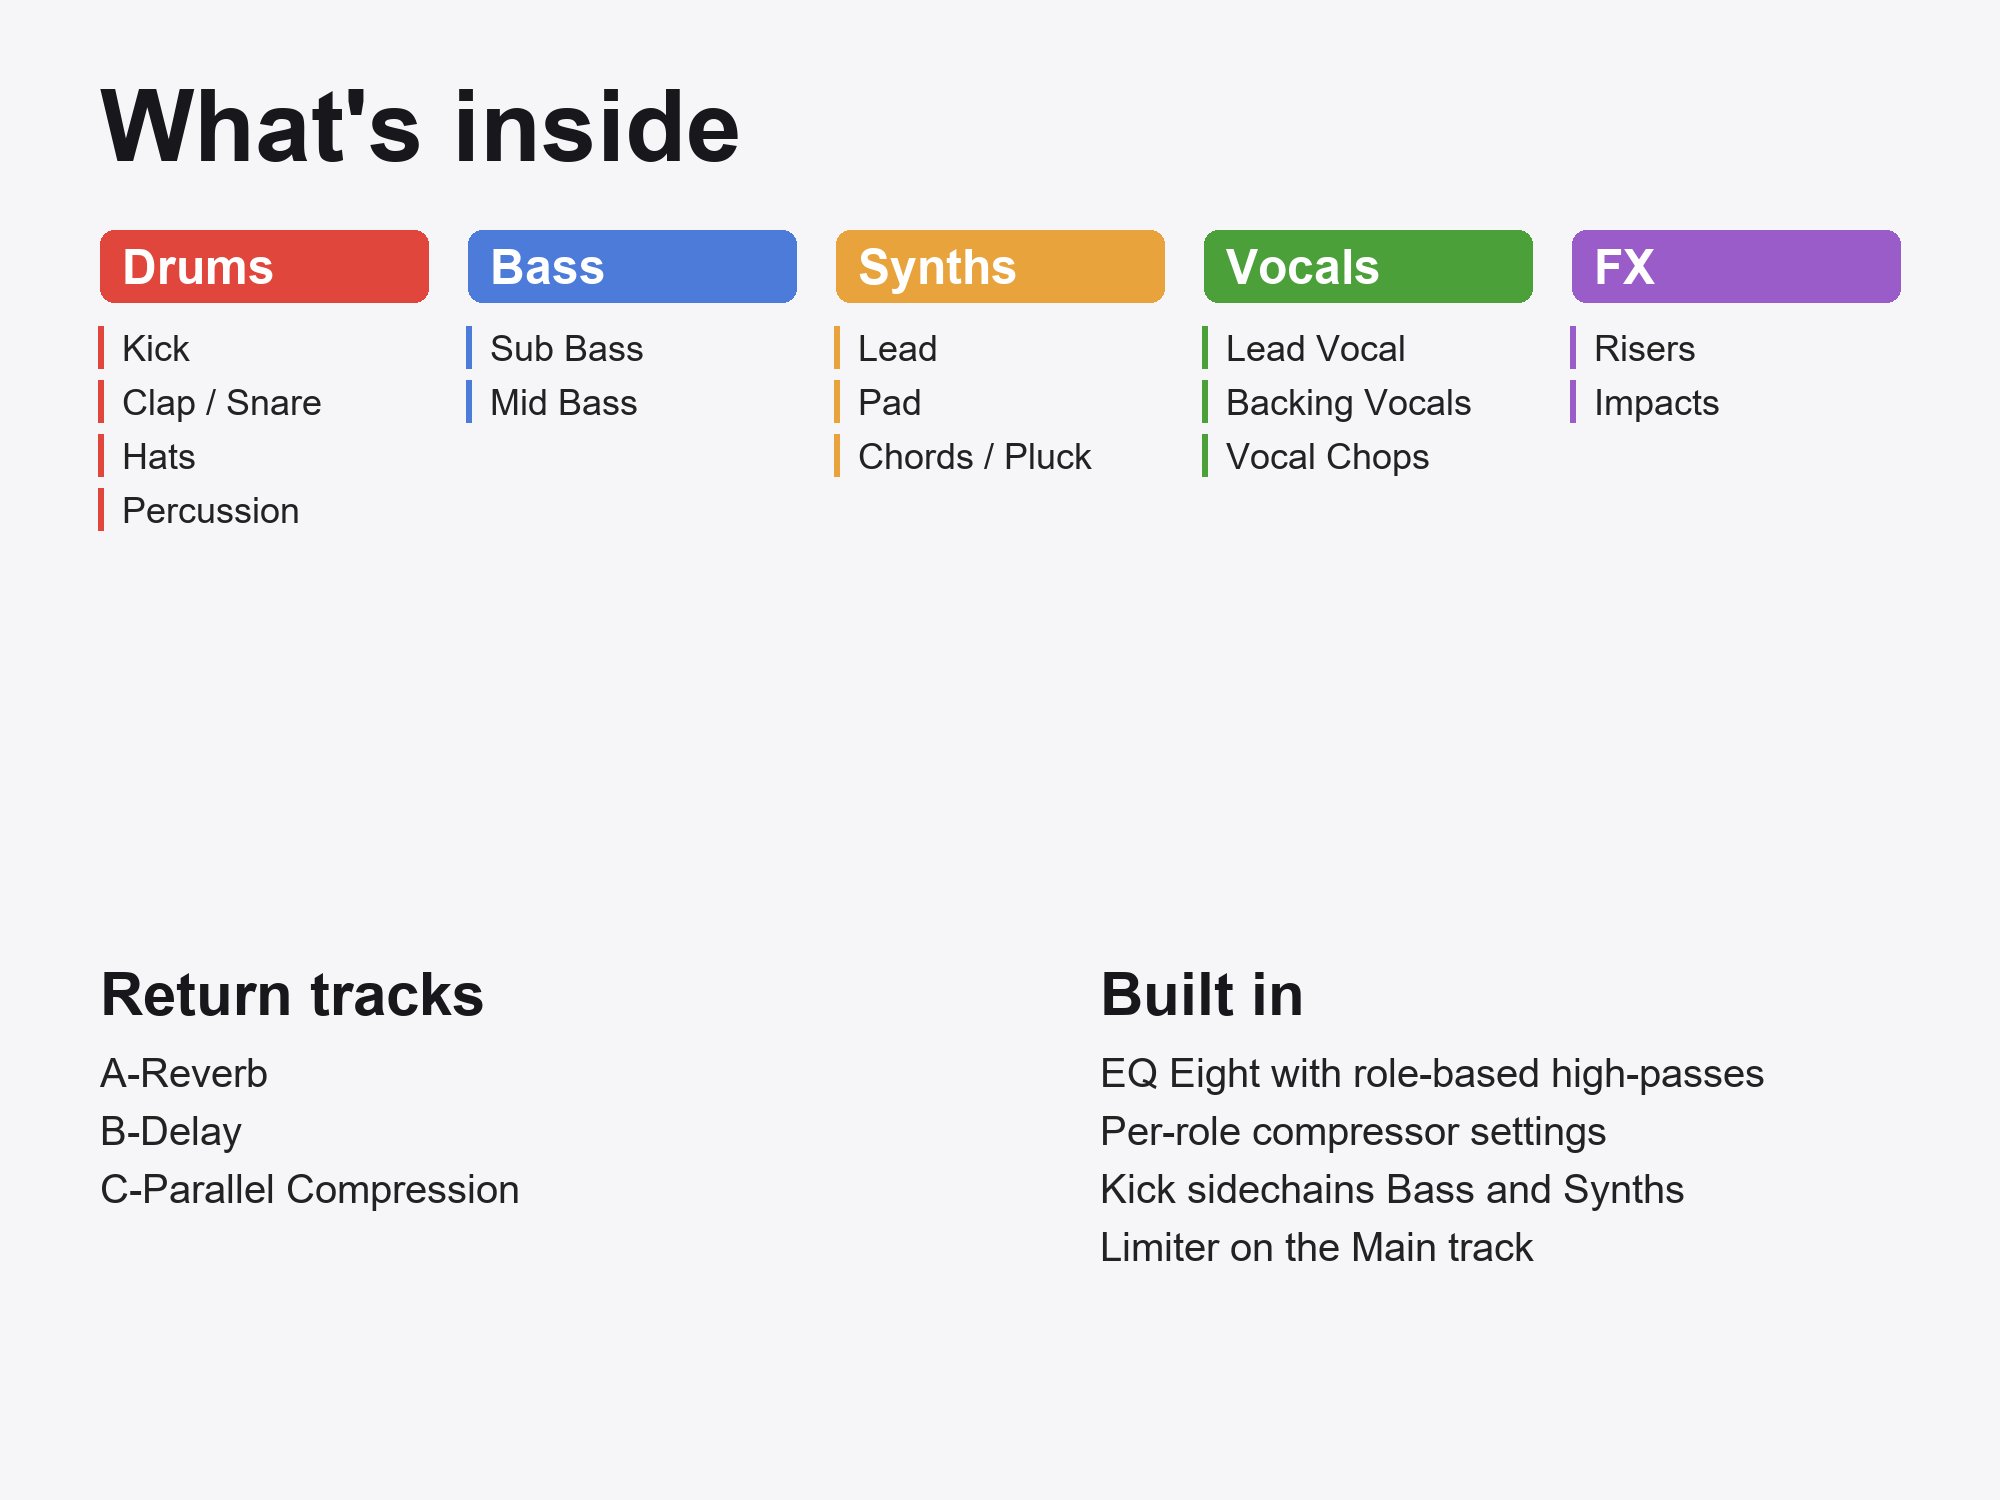 What's inside
Drums
Kick
Clap / Snare
Hats
Percussion
Bass
Sub Bass
Mid Bass
Synths
Lead
Pad
Chords / Pluck
Vocals
Lead Vocal
Backing Vocals
Vocal Chops
FX
Risers
Impacts
Return tracks
A-Reverb
B-Delay
C-Parallel Compression
Built in
EQ Eight with role-based high-passes
Per-role compressor settings
Kick sidechains Bass and Synths
Limiter on the Main track